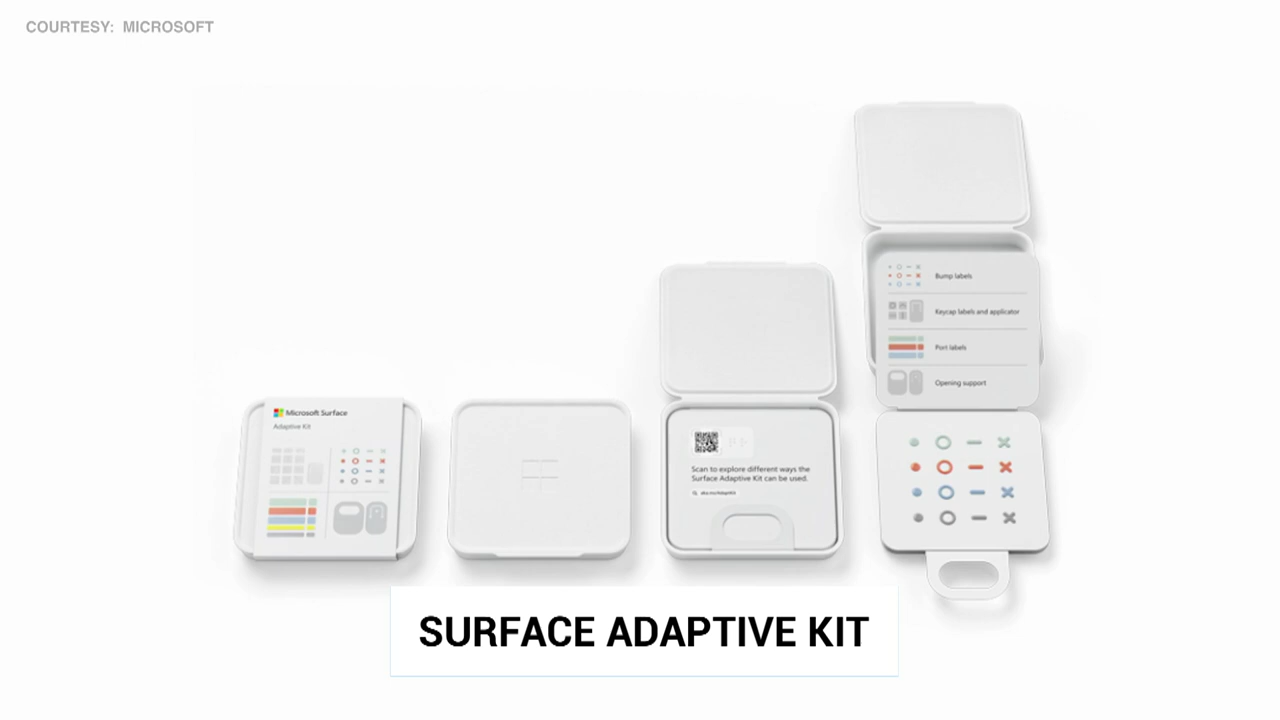 COURTESY: MICROSOFT
Microsoft Surface
Adaptive Kit
Scan to explore different ways the
Surface Adaptive Kit can be used.
Bump labels
Keycap labels and applicator
Port labels
Opening support
SURFACE ADAPTIVE KIT